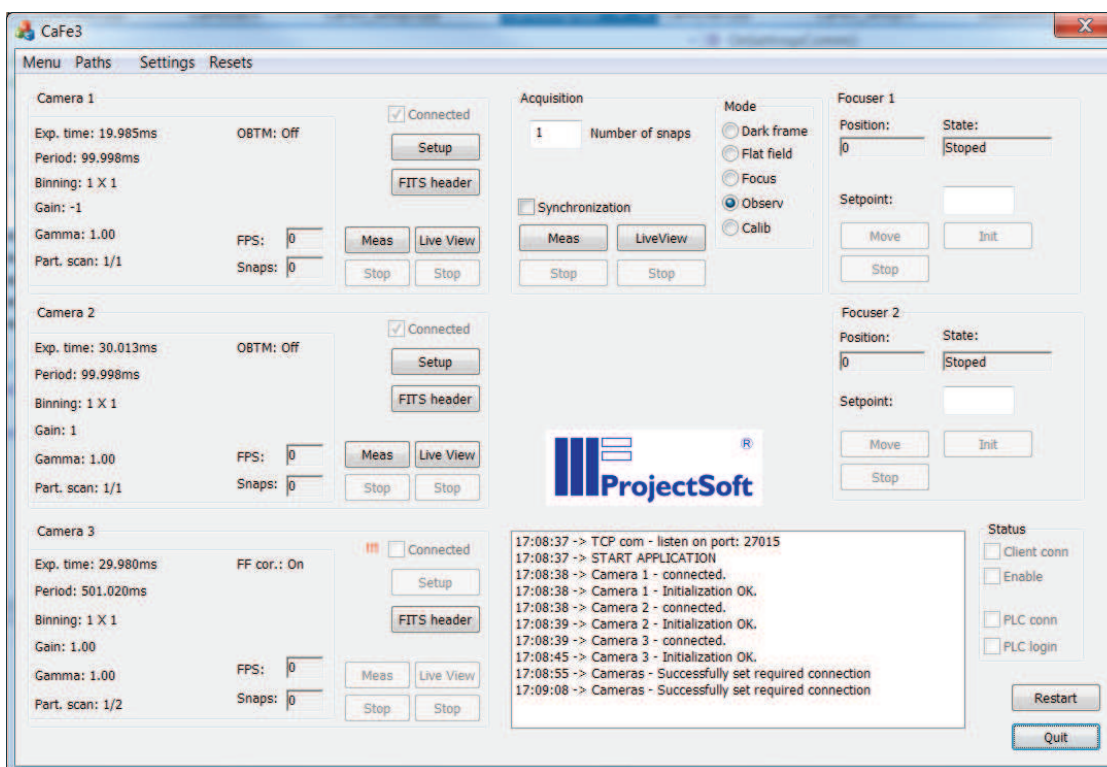 CaFe3
Menu Paths Settings Resets
Camera 1
Connected
Exp. time: 19.985ms
OBTM: Off
Period: 99.998ms
Setup
Binning: 1 X 1
FITS header
Gain: -1
Gamma: 1.00
FPS: 0
Meas
Live View
Part. scan: 1/1
Snaps: 0
Stop
Stop
Camera 2
Connected
Exp. time: 30.013ms
OBTM: Off
Period: 99.998ms
Setup
Binning: 1 X 1
FITS header
Gain: 1
Gamma: 1.00
FPS: 0
Meas
Live View
Part. scan: 1/1
Snaps: 0
Stop
Stop
Camera 3
!!!
Connected
Exp. time: 29.980ms
FF cor.: On
Period: 501.020ms
Setup
Binning: 1 X 1
FITS header
Gain: 1.00
Gamma: 1.00
FPS: 0
Meas
Live View
Part. scan: 1/2
Snaps: 0
Stop
Stop
Acquisition
1
Number of snaps
Mode
Dark frame
Flat field
Focus
Observ
Calib
Synchronization
Meas
LiveView
Stop
Stop
Focuser 1
Position:
State:
0
Stoped
Setpoint:
Move
Init
Stop
Focuser 2
Position:
State:
0
Stoped
Setpoint:
Move
Init
Stop
ProjectSoft ®
17:08:37 -> TCP com - listen on port: 27015
17:08:37 -> START APPLICATION
17:08:38 -> Camera 1 - connected.
17:08:38 -> Camera 1 - Initialization OK.
17:08:38 -> Camera 2 - connected.
17:08:39 -> Camera 2 - Initialization OK.
17:08:39 -> Camera 3 - connected.
17:08:45 -> Camera 3 - Initialization OK.
17:08:55 -> Cameras - Successfully set required connection
17:09:08 -> Cameras - Successfully set required connection
Status
Client conn
Enable
PLC conn
PLC login
Restart
Quit